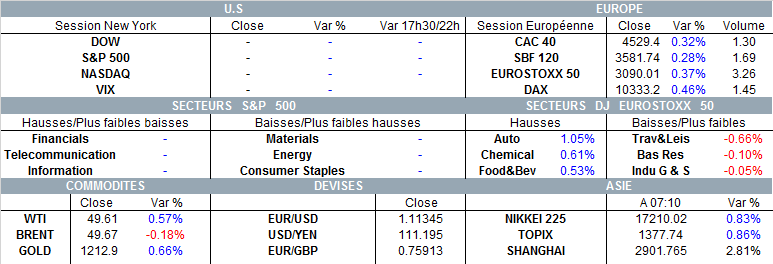 U.S EUROPE
Session New York Close Var % Var 17h30/22h Session Européenne Close Var % Volume
DOW - - - CAC 40 4529.4 0.32% 1.30
S&P 500 - - - SBF 120 3581.74 0.28% 1.69
NASDAQ - - - EUROSTOXX 50 3090.01 0.37% 3.26
VIX - - - DAX 10333.2 0.46% 1.45
SECTEURS S&P 500 SECTEURS DJ EUROSTOXX 50
Hausses/Plus faibles baisses Baisses/Plus faibles hausses Hausses Baisses/Plus faibles
Financials - Materials - Auto 1.05% Trav&Leis -0.66%
Telecommunication - Energy - Chemical 0.61% Bas Res -0.10%
Information - Consumer Staples - Food&Bev 0.53% Indu G & S -0.05%
COMMODITES DEVISES ASIE
Close Var % Close A 07:10 Var %
WTI 49.61 0.57% EUR/USD 1.11345 NIKKEI 225 17210.02 0.83%
BRENT 49.67 -0.18% USD/YEN 111.195 TOPIX 1377.74 0.86%
GOLD 1212.9 0.66% EUR/GBP 0.75913 SHANGHAI 2901.765 2.81%